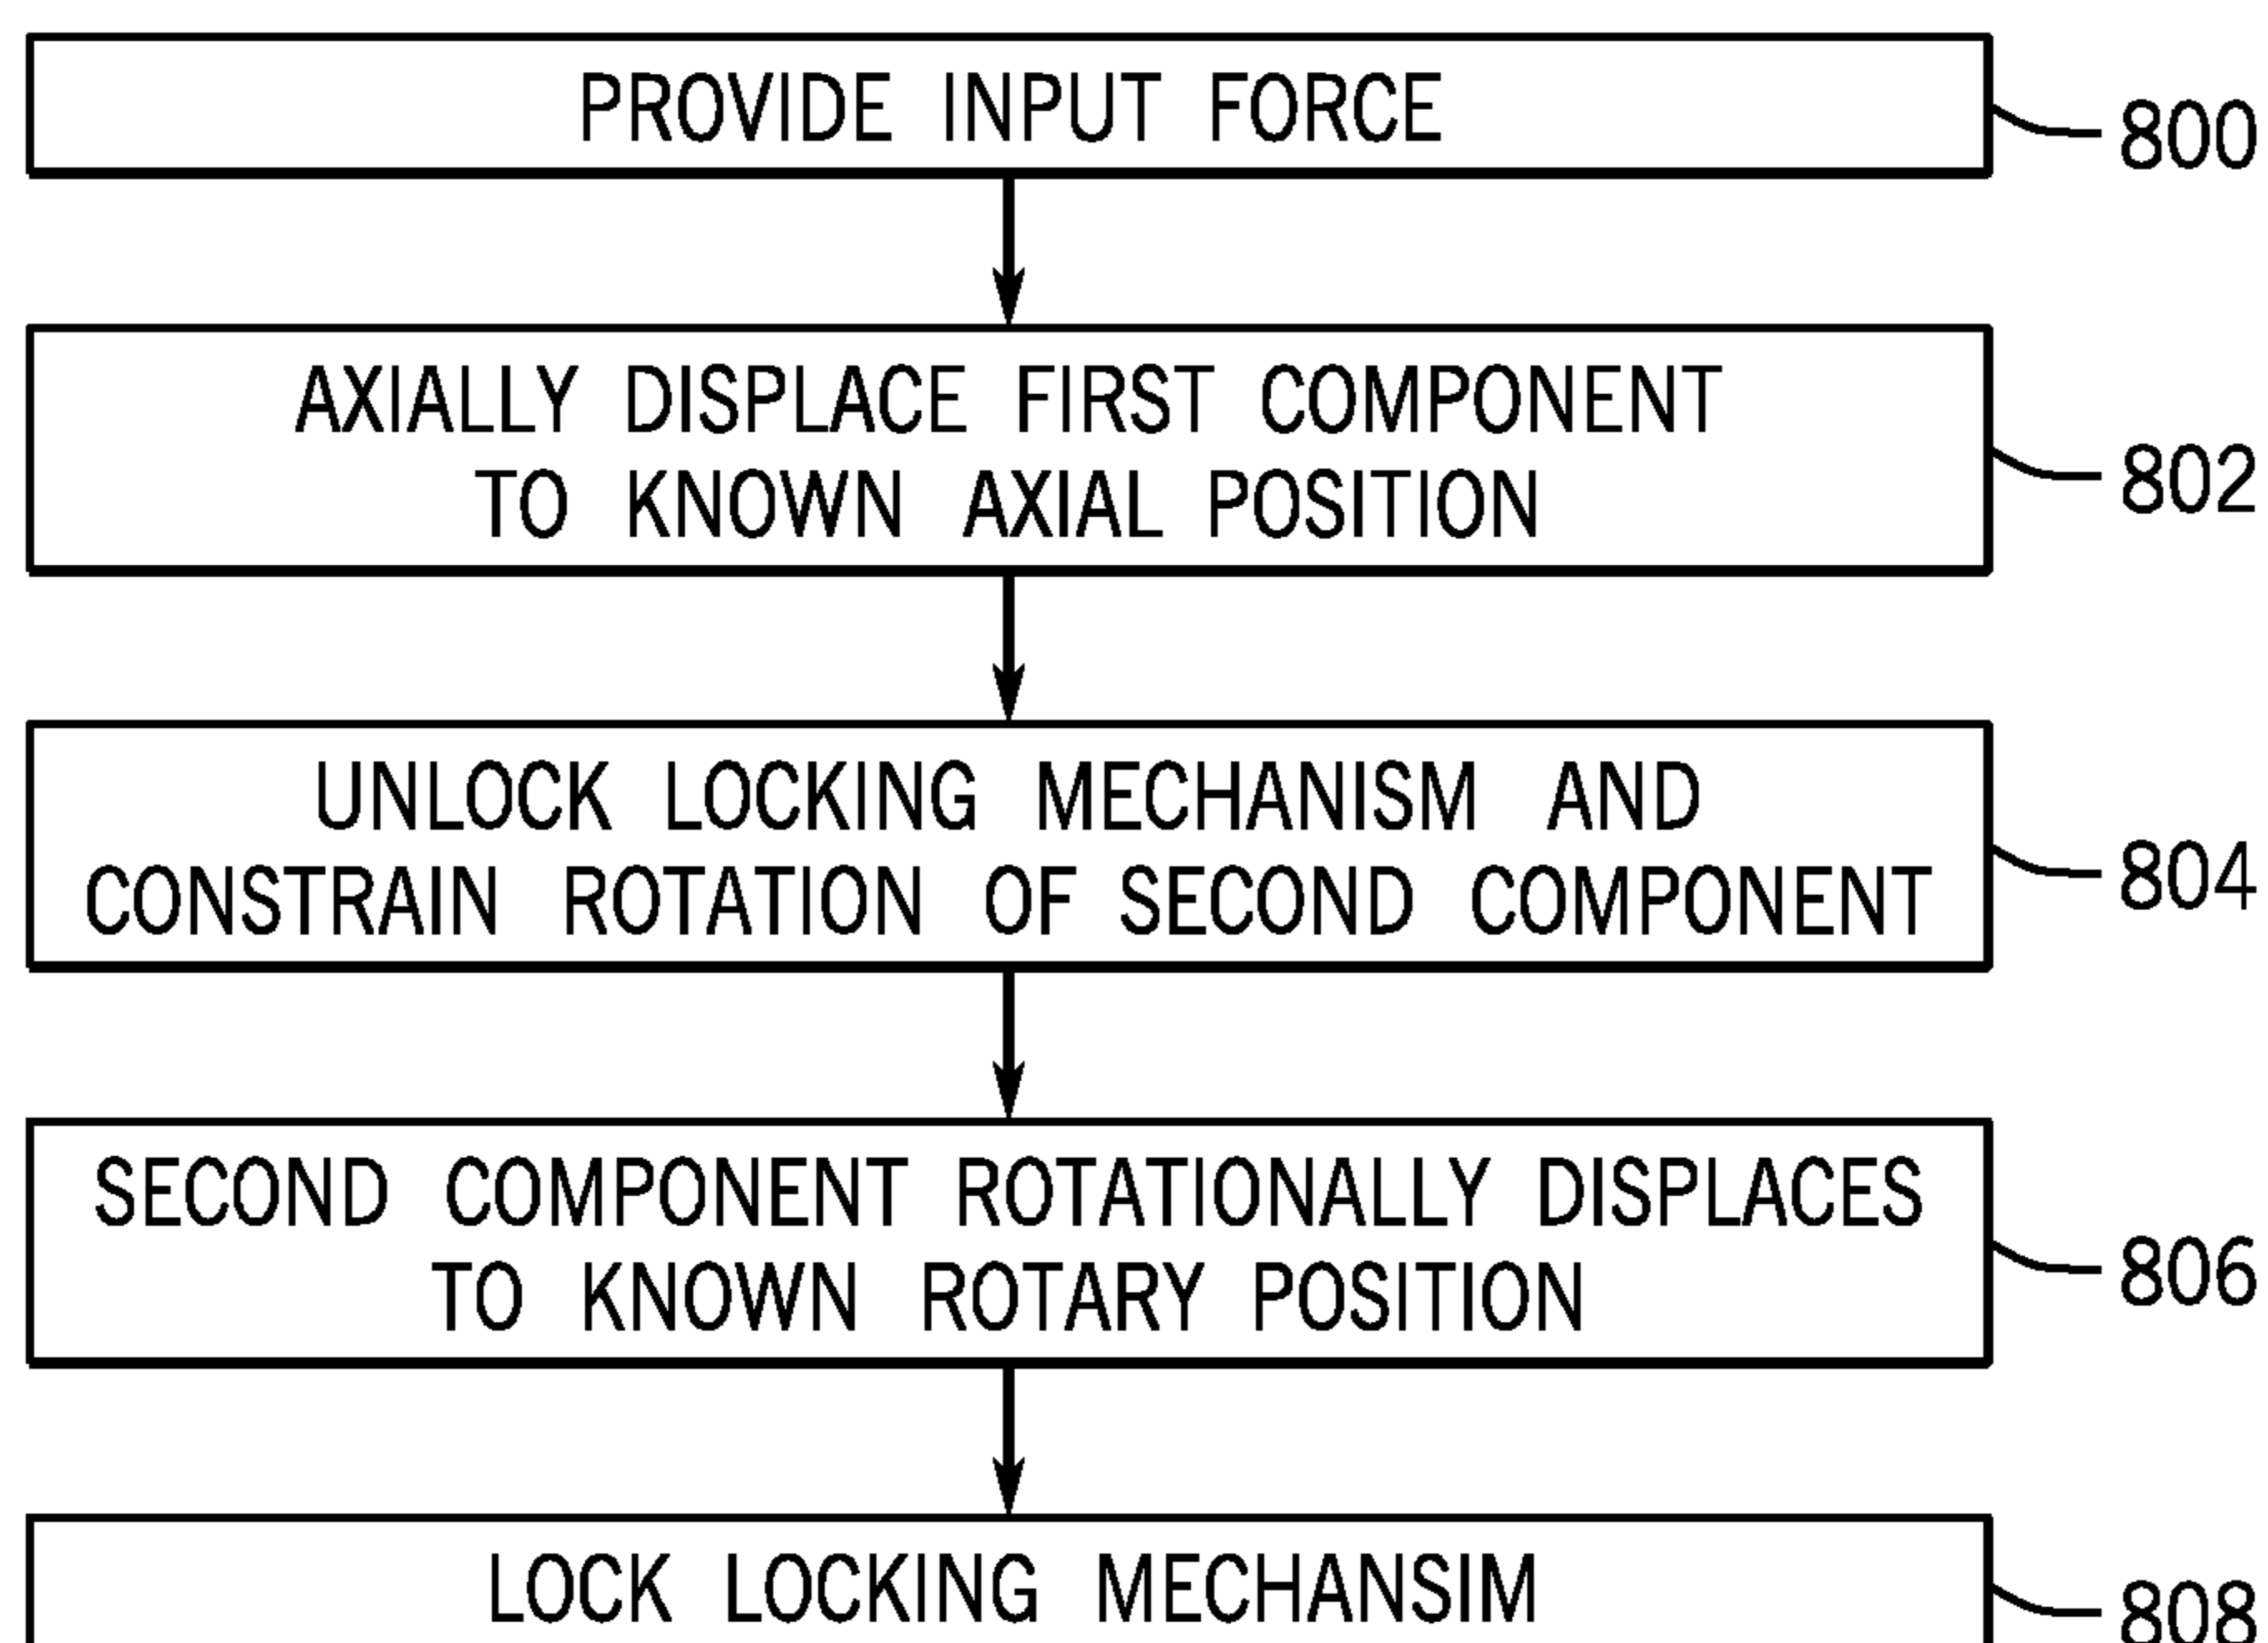 PROVIDE INPUT FORCE
800
AXIALLY DISPLACE FIRST COMPONENT
TO KNOWN AXIAL POSITION
802
UNLOCK LOCKING MECHANISM AND
CONSTRAIN ROTATION OF SECOND COMPONENT
804
SECOND COMPONENT ROTATIONALLY DISPLACES
TO KNOWN ROTARY POSITION
806
LOCK LOCKING MECHANSIM
808